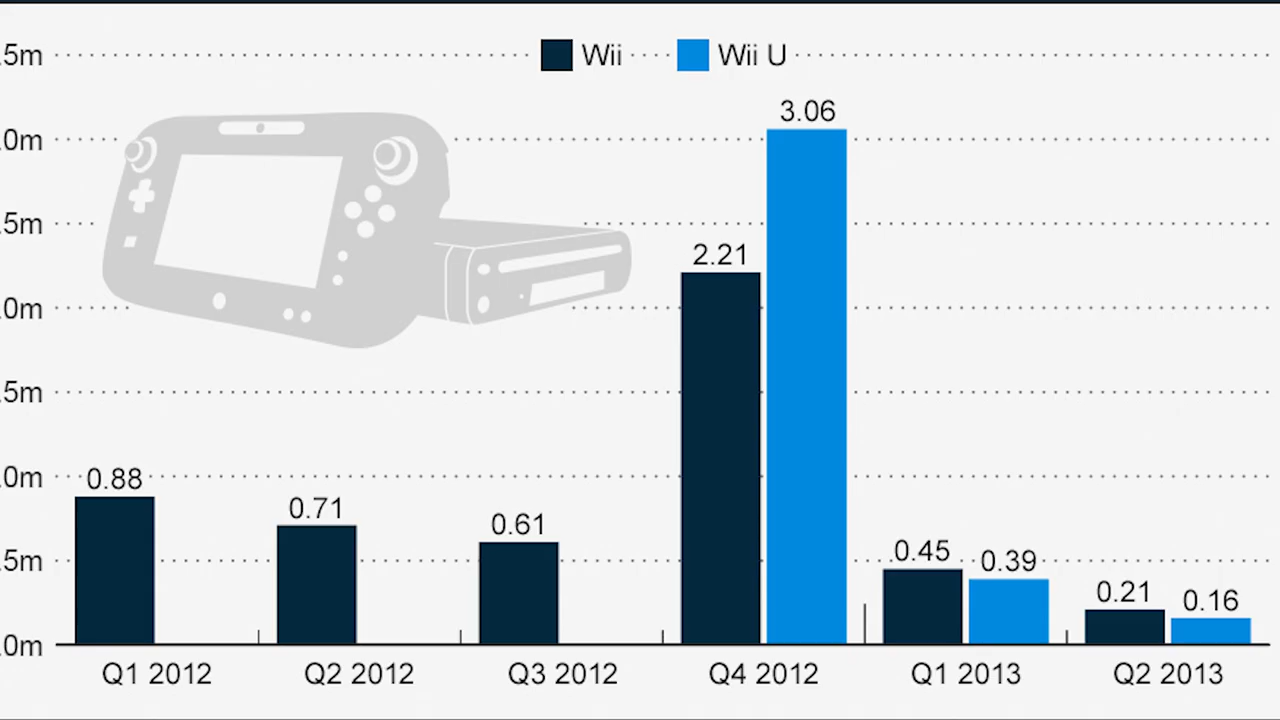 Wii Wii U
.5m
3.06
.0m
.5m
2.21
.0m
.5m
.0m
0.88
0.71
0.61
.5m
0.45 0.39
0.21 0.16
.0m
Q1 2012 Q2 2012 Q3 2012 Q4 2012 Q1 2013 Q2 2013